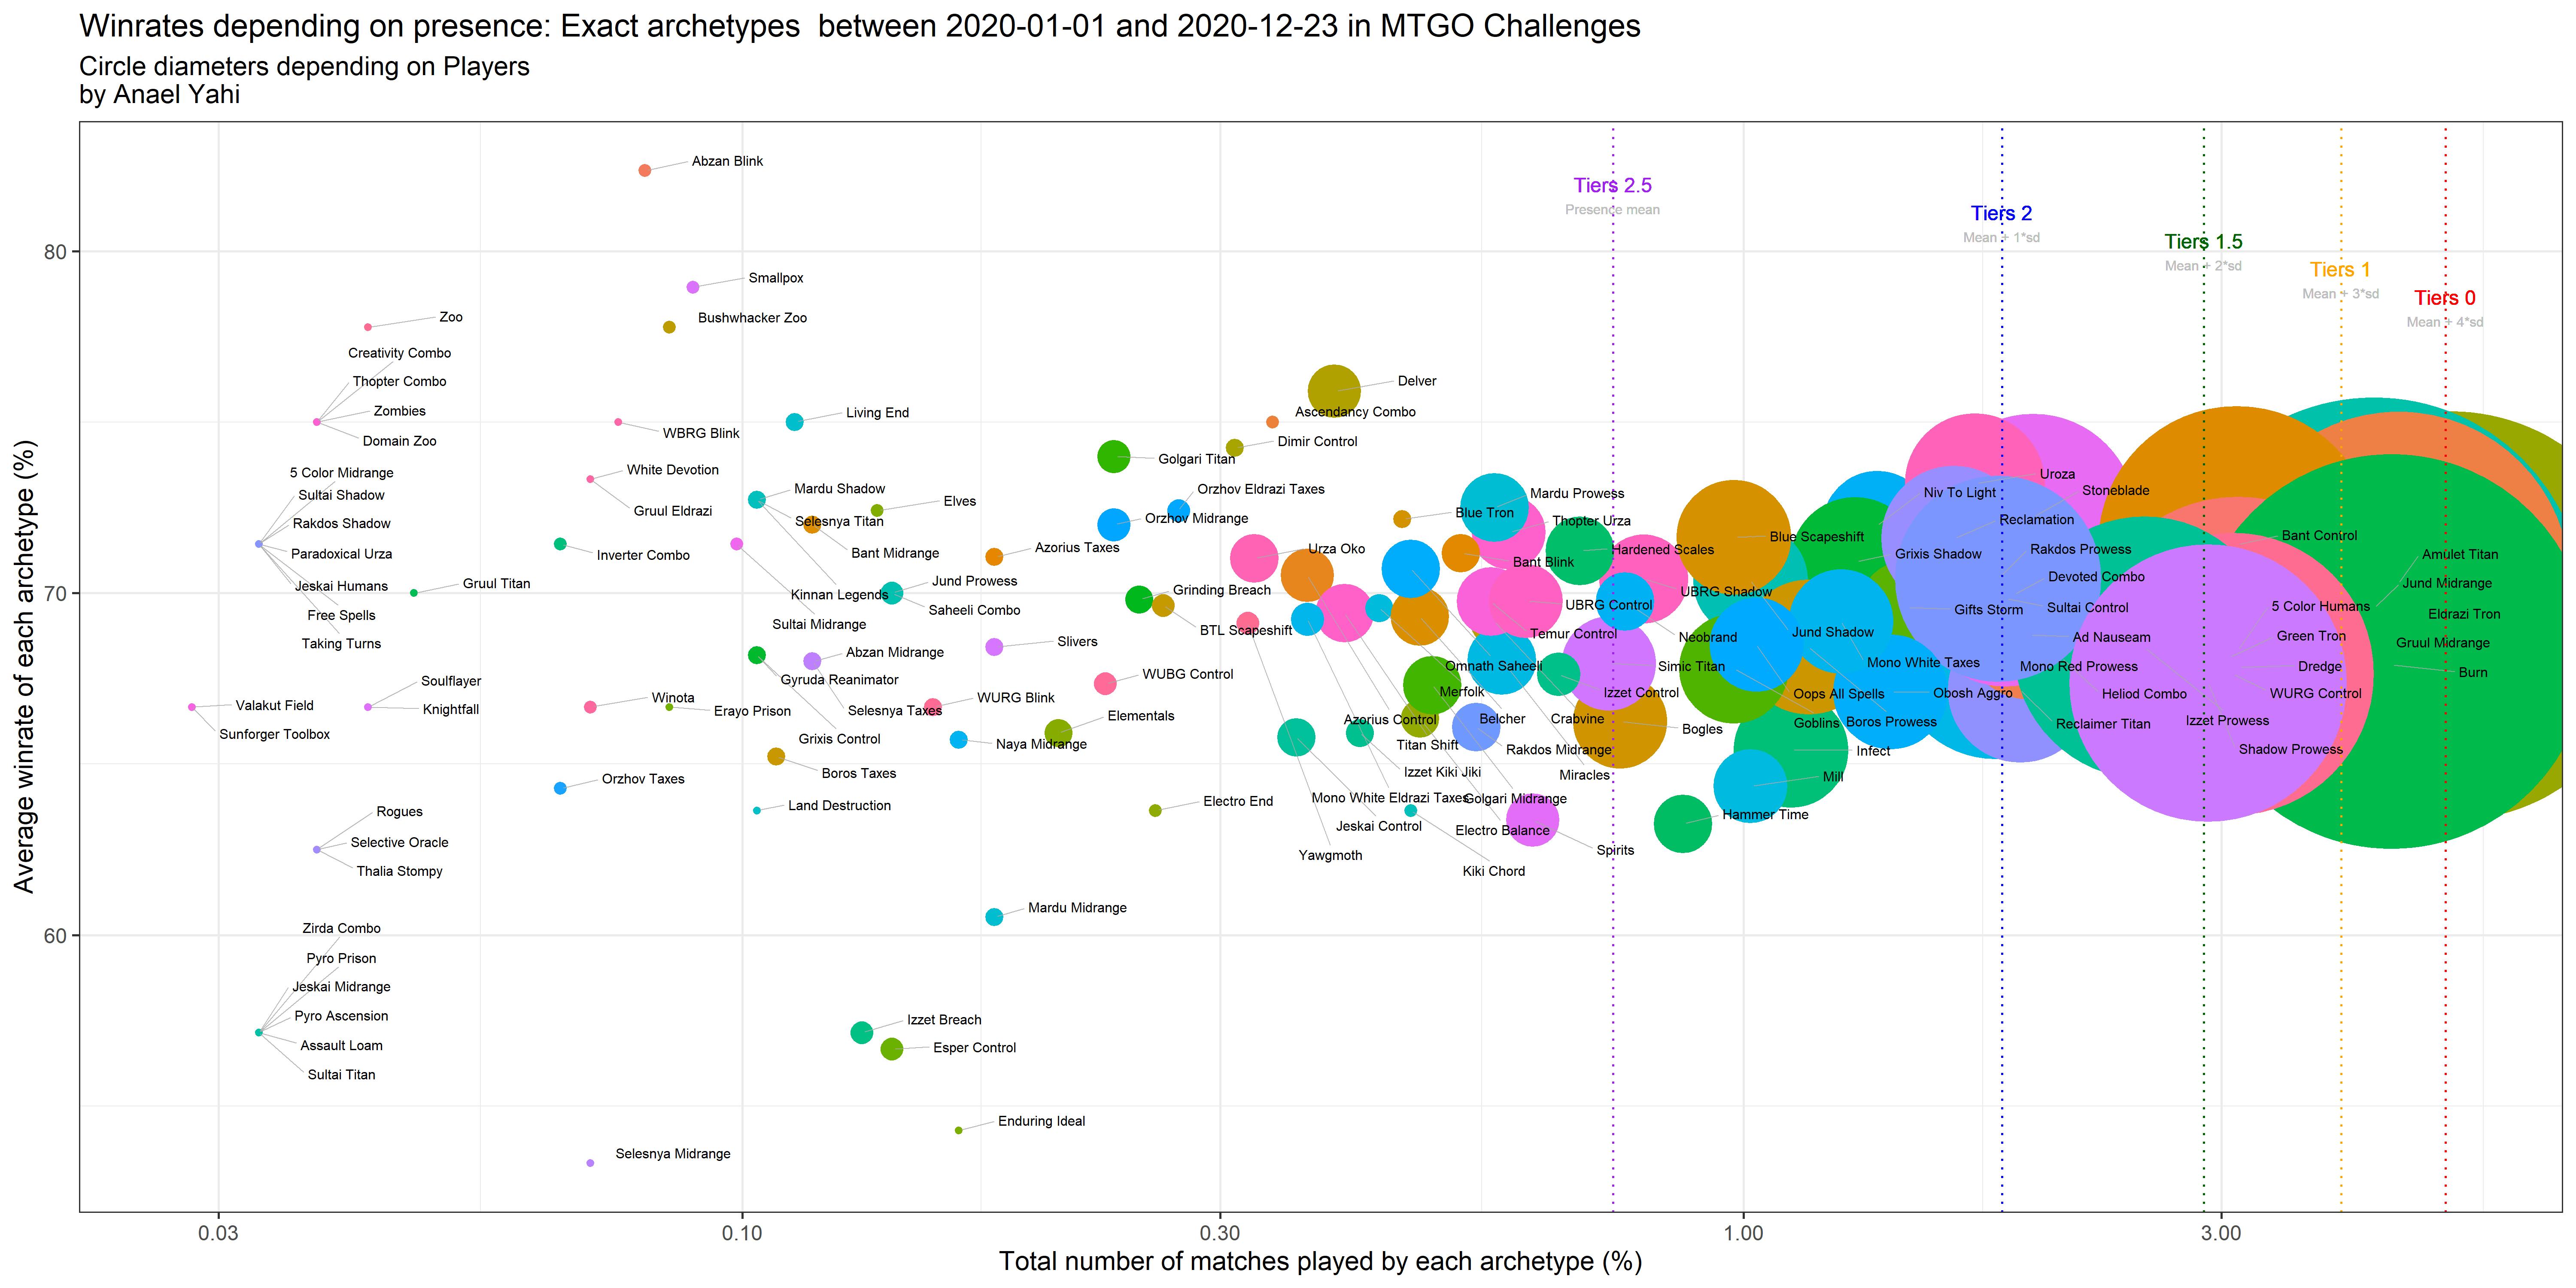 Winrates depending on presence: Exact archetypes  between 2020-01-01 and 2020-12-23 in MTGO Challenges
Circle diameters depending on Players
by Anael Yahi
Average winrate of each archetype (%)
80
70
60
Abzan Blink
Tiers 2.5
Presence mean
Tiers 2
Mean + 1*sd
Tiers 1.5
Mean + 2*sd
Tiers 1
Mean + 3*sd
Tiers 0
Mean + 4*sd
Smallpox
Zoo
Bushwhacker Zoo
Creativity Combo
Thopter Combo
Zombies
Domain Zoo
Living End
WBRG Blink
Delver
Ascendancy Combo
Dimir Control
Golgari Titan
5 Color Midrange
Sultai Shadow
Rakdos Shadow
Paradoxical Urza
Jeskai Humans
Free Spells
Taking Turns
White Devotion
Gruul Eldrazi
Mardu Shadow
Elves
Selesnya Titan
Bant Midrange
Inverter Combo
Gruul Titan
Azorius Taxes
Orzhov Eldrazi Taxes
Orzhov Midrange
Jund Prowess
Kinnan Legends
Saheeli Combo
Sultai Midrange
Grinding Breach
BTL Scapeshift
Urza Oko
Blue Tron
Mardu Prowess
Thopter Urza
Hardened Scales
Bant Blink
UBRG Shadow
UBRG Control
Temur Control
Neobrand
Blue Scapeshift
Niv To Light
Uroza
Stoneblade
Reclamation
Grixis Shadow
Rakdos Prowess
Devoted Combo
Gifts Storm
Sultai Control
Bant Control
Amulet Titan
Jund Midrange
5 Color Humans
Eldrazi Tron
Green Tron
Gruul Midrange
Dredge
Burn
WURG Control
Ad Nauseam
Mono Red Prowess
Heliod Combo
Jund Shadow
Mono White Taxes
Oops All Spells
Obosh Aggro
Goblins
Boros Prowess
Reclaimer Titan
Izzet Prowess
Shadow Prowess
Infect
Mill
Hammer Time
Slivers
Abzan Midrange
Gyruda Reanimator
WUBG Control
Selesnya Taxes
WURG Blink
Grixis Control
Elementals
Naya Midrange
Boros Taxes
Land Destruction
Electro End
Soulflayer
Knightfall
Valakut Field
Sunforger Toolbox
Winota
Erayo Prison
Orzhov Taxes
Omnath Saheeli
Simic Titan
Merfolk
Izzet Control
Azorius Control
Belcher
Crabvine
Bogles
Titan Shift
Rakdos Midrange
Izzet Kiki Jiki
Miracles
Mono White Eldrazi Taxes
Golgari Midrange
Jeskai Control
Electro Balance
Yawgmoth
Spirits
Kiki Chord
Rogues
Selective Oracle
Thalia Stompy
Mardu Midrange
Zirda Combo
Pyro Prison
Jeskai Midrange
Pyro Ascension
Assault Loam
Sultai Titan
Izzet Breach
Esper Control
Enduring Ideal
Selesnya Midrange
0.03
0.10
0.30
1.00
3.00
Total number of matches played by each archetype (%)